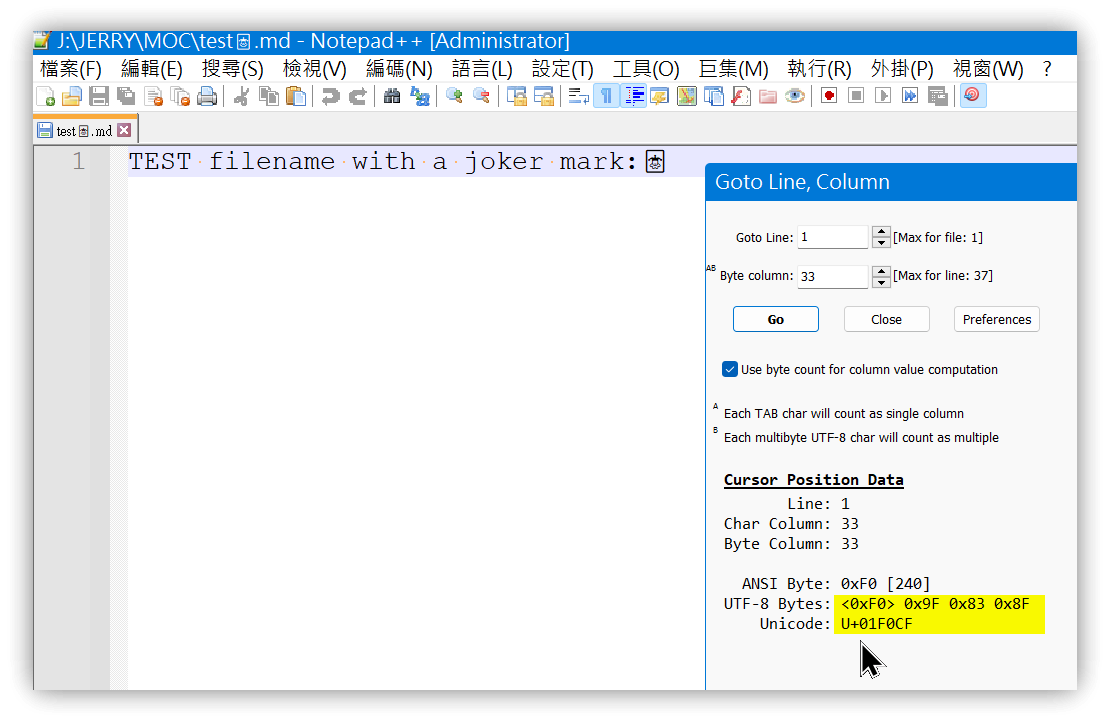 J:\JERRY\MOC\test🃏.md - Notepad++ [Administrator]
檔案(F) 編輯(E) 搜尋(S) 檢視(V) 編碼(N) 語言(L) 設定(T) 工具(O) 巨集(M) 執行(R) 外掛(P) 視窗(W) ?
test🃏.md
1 TEST filename with a joker mark:🃏
Goto Line, Column
Goto Line: 1 [Max for file: 1]
AB Byte column: 33 [Max for line: 37]
Go Close Preferences
Use byte count for column value computation
A Each TAB char will count as single column
B Each multibyte UTF-8 char will count as multiple
Cursor Position Data
Line: 1
Char Column: 33
Byte Column: 33
ANSI Byte: 0xF0 [240]
UTF-8 Bytes: <0xF0> 0x9F 0x83 0x8F
Unicode: U+01F0CF